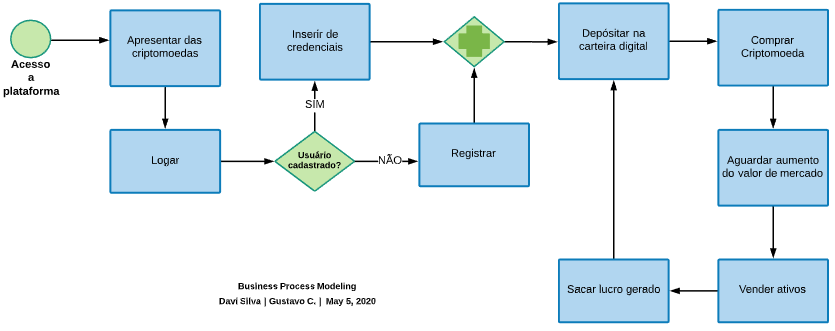 Acesso
a
plataforma
Apresentar das
criptomoedas
Logar
Usuário
cadastrado?
SIM
Inserir de
credenciais
NÃO
Registrar
Depósitar na
carteira digital
Comprar
Criptomoeda
Aguardar aumento
do valor de mercado
Vender ativos
Sacar lucro gerado
Business Process Modeling
Davi Silva | Gustavo C. | May 5, 2020